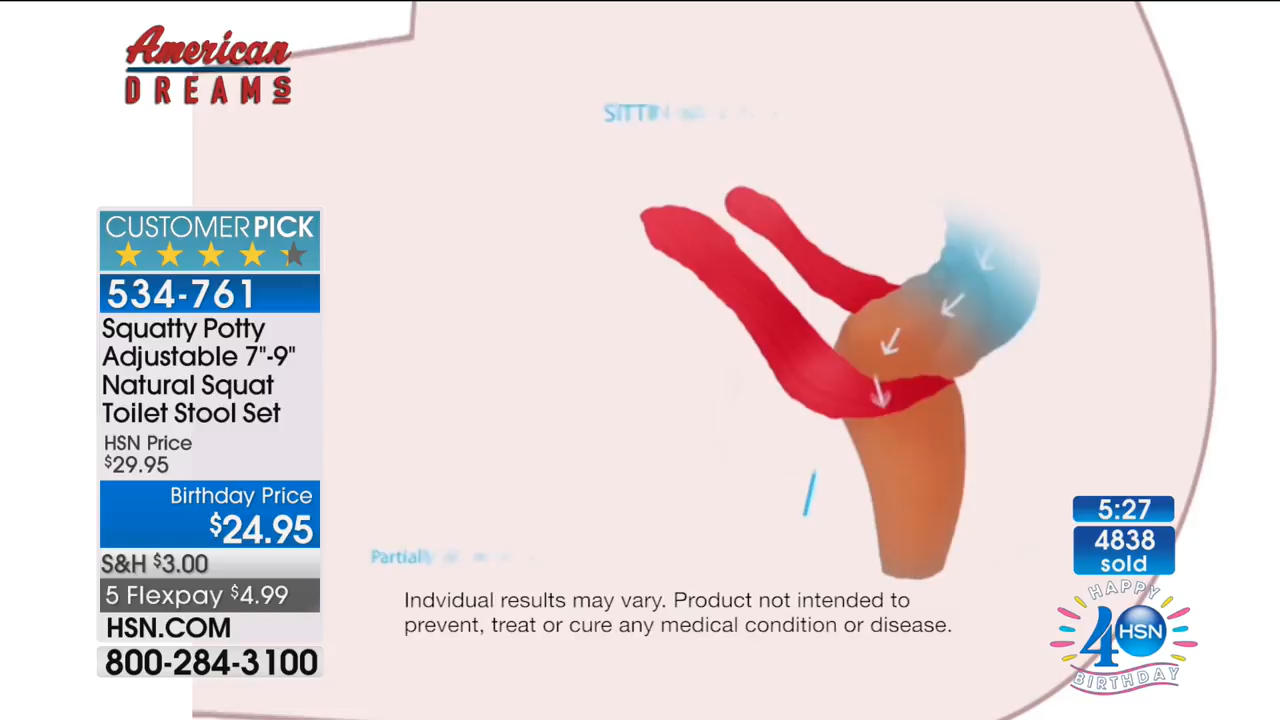 American
DREAMS
SITTIN
CUSTOMERPICK
534-761
Squatty Potty
Adjustable 7"-9"
Natural Squat
Toilet Stool Set
HSN Price
$29.95
Birthday Price
$24.95
S&H $3.00
5 Flexpay $4.99
HSN.COM
800-284-3100
Partially
Indvidual results may vary. Product not intended to
prevent, treat or cure any medical condition or disease.
5:27
4838
sold
HAPPY
40
HSN
BIRTHDAY